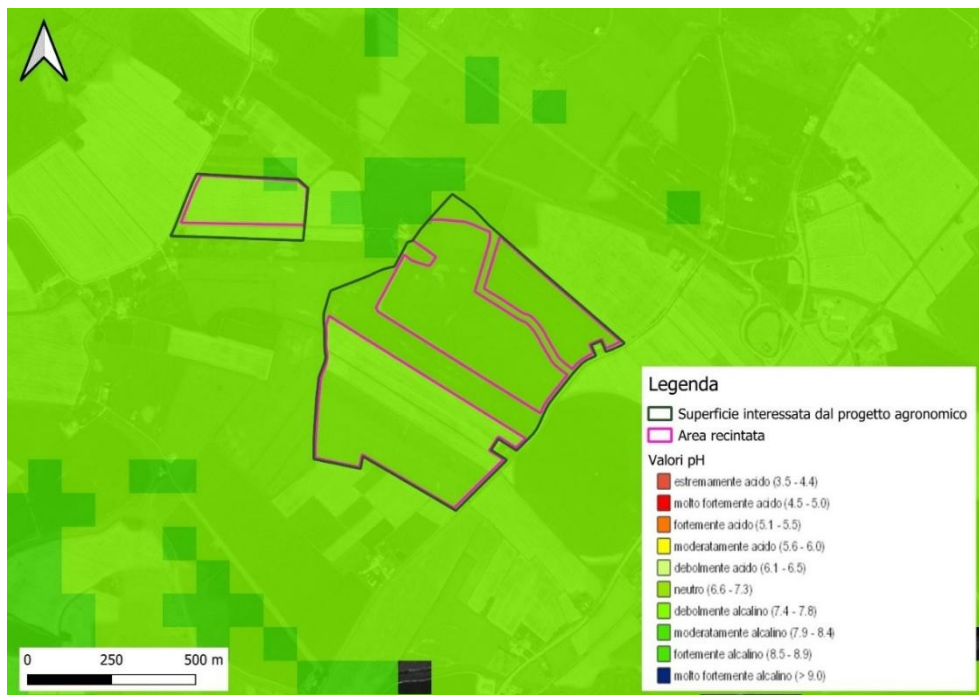 Legenda
Superficie interessata dal progetto agronomico
Area recintata
Valori pH
estremamente acido (3.5 - 4.4)
molto fortemente acido (4.5 - 5.0)
fortemente acido (5.1 - 5.5)
moderatamente acido (5.6 - 6.0)
debolmente acido (6.1 - 6.5)
neutro (6.6 - 7.3)
debolmente alcalino (7.4 - 7.8)
moderatamente alcalino (7.9 - 8.4)
fortemente alcalino (8.5 - 8.9)
molto fortemente alcalino (> 9.0)
0 250 500 m